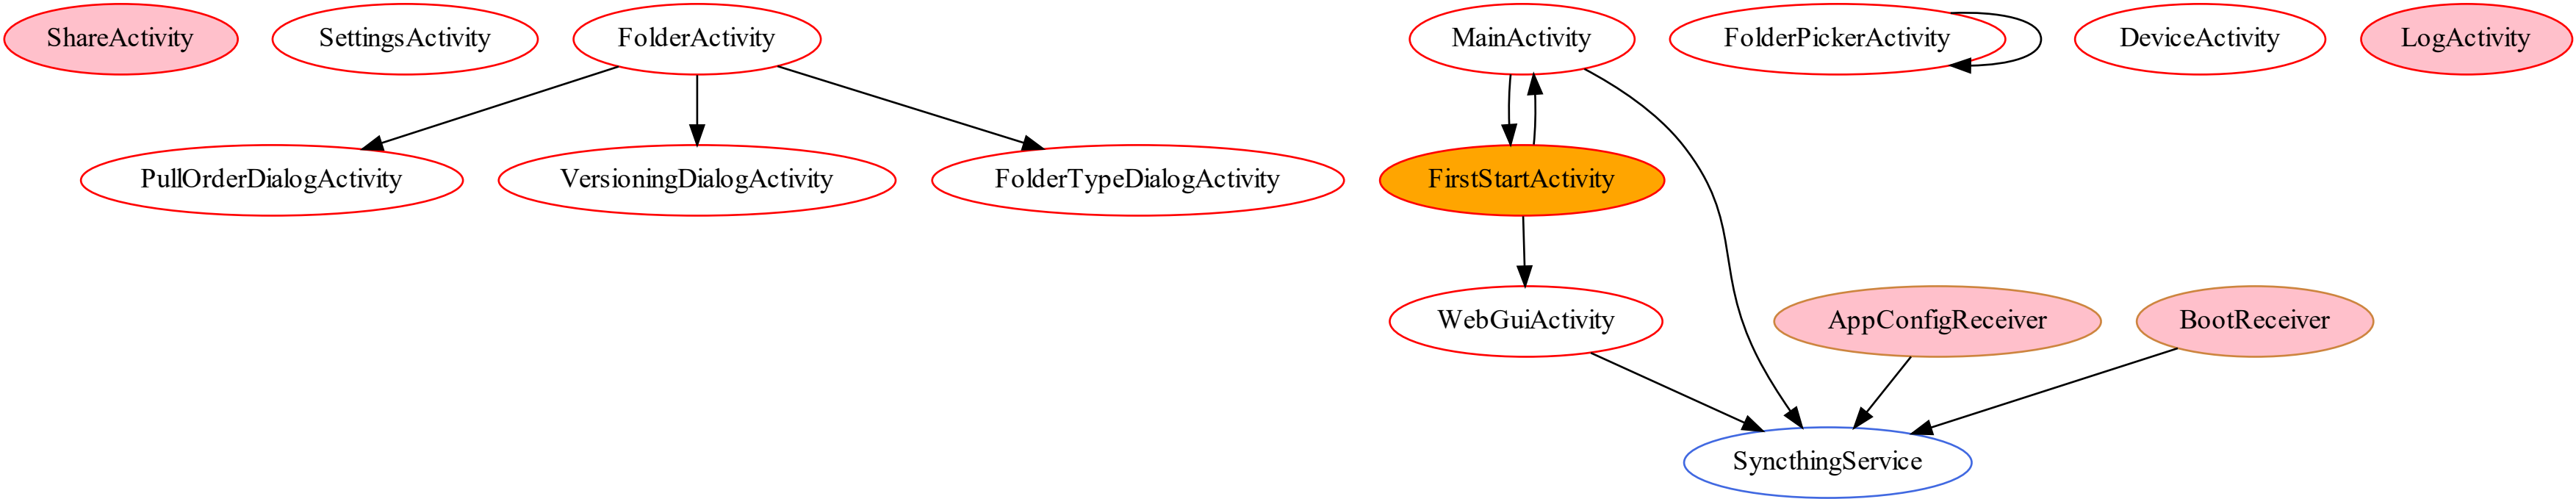 ShareActivity
SettingsActivity
FolderActivity
MainActivity
FolderPickerActivity
DeviceActivity
LogActivity
PullOrderDialogActivity
VersioningDialogActivity
FolderTypeDialogActivity
FirstStartActivity
WebGuiActivity
AppConfigReceiver
BootReceiver
SyncthingService